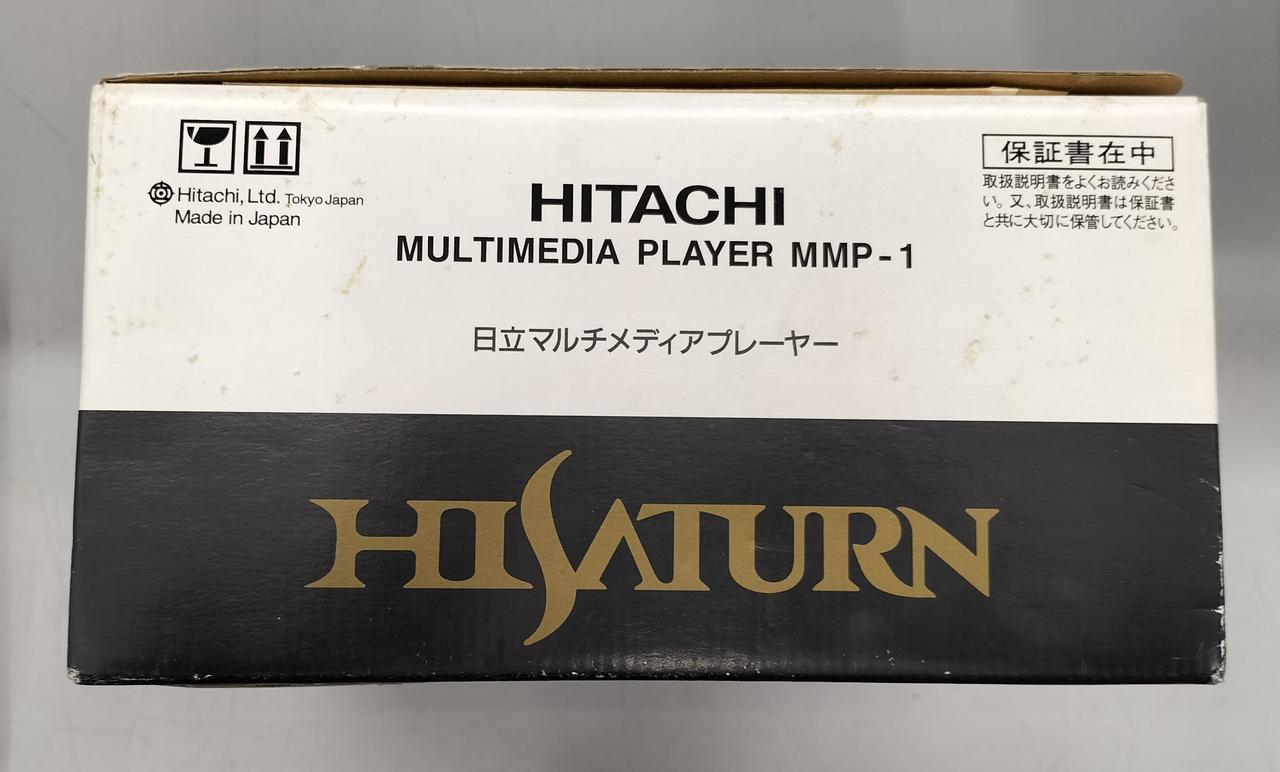 Hitachi, Ltd. Tokyo Japan
Made in Japan
HITACHI
MULTIMEDIA PLAYER MMP-1
日立マルチメディアプレーヤー
保証書在中
取扱説明書をよくお読みくださ
い。又、取扱説明書は保証書
と共に大切に保管してください。
HISATURN